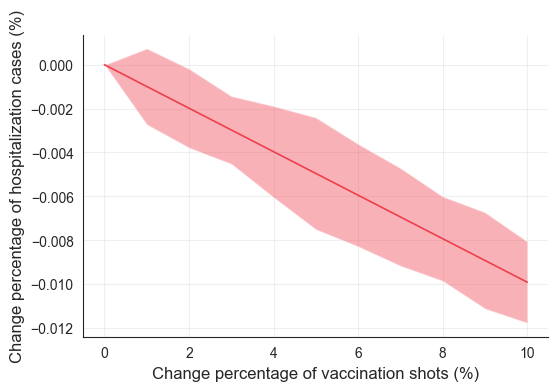 Change percentage of hospitalization cases (%)
0.000
−0.002
−0.004
−0.006
−0.008
−0.010
−0.012
0 2 4 6 8 10
Change percentage of vaccination shots (%)